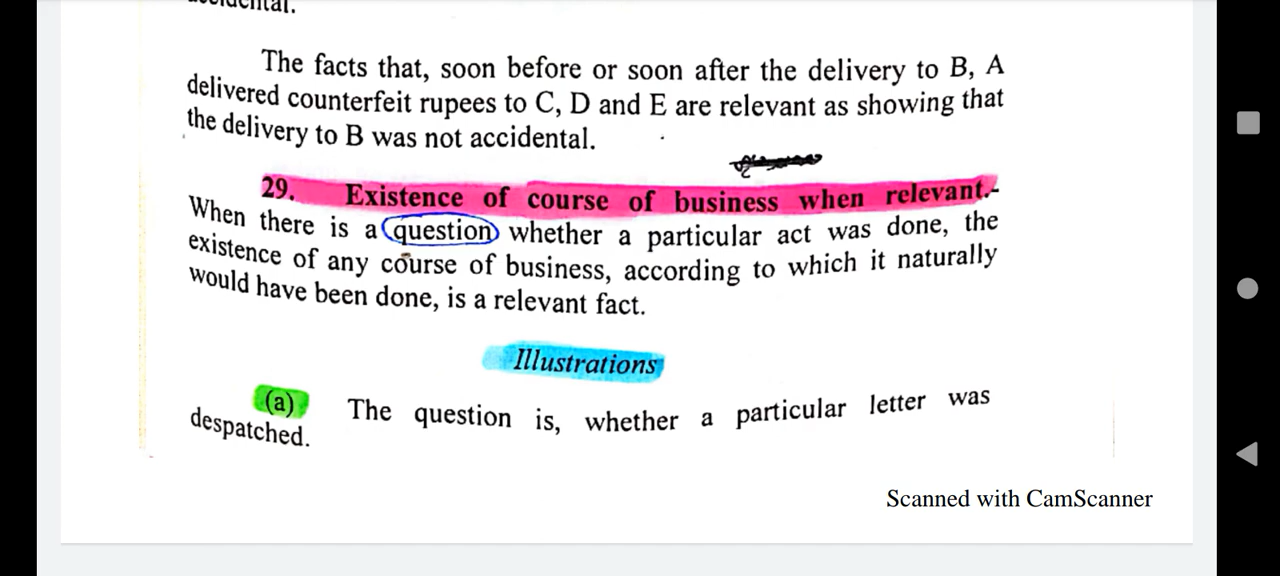 The facts that, soon before or soon after the delivery to B, A
delivered counterfeit rupees to C, D and E are relevant as showing that
the delivery to B was not accidental.
29. Existence of course of business when relevant.-
When there is a question whether a particular act was done, the
existence of any course of business, according to which it naturally
would have been done, is a relevant fact.
Illustrations
(a) The question is, whether a particular letter was
despatched.
Scanned with CamScanner